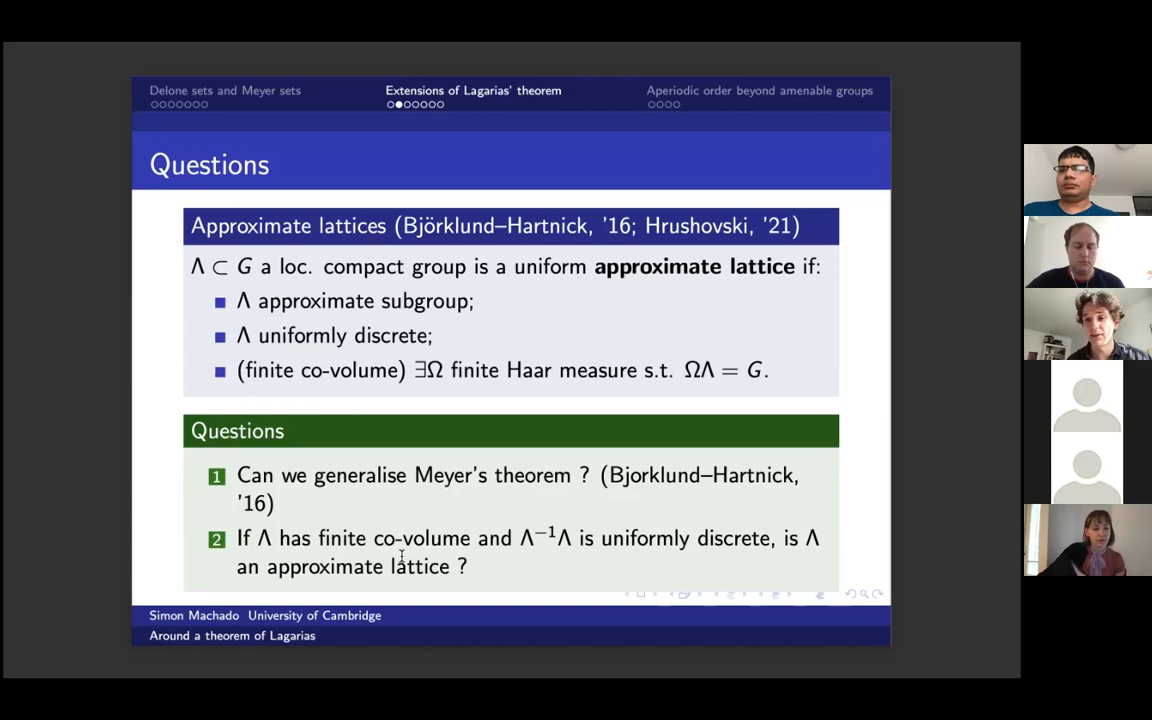 Delone sets and Meyer sets Extensions of Lagarias' theorem Aperiodic order beyond amenable groups
Questions
Approximate lattices (Björklund–Hartnick, '16; Hrushovski, '21)
Λ ⊂ G a loc. compact group is a uniform approximate lattice if:
Λ approximate subgroup;
Λ uniformly discrete;
(finite co-volume) ∃Ω finite Haar measure s.t. ΩΛ = G.
Questions
1 Can we generalise Meyer's theorem ? (Bjorklund–Hartnick,
'16)
2 If Λ has finite co-volume and Λ⁻¹Λ is uniformly discrete, is Λ
an approximate lattice ?
Simon Machado University of Cambridge
Around a theorem of Lagarias